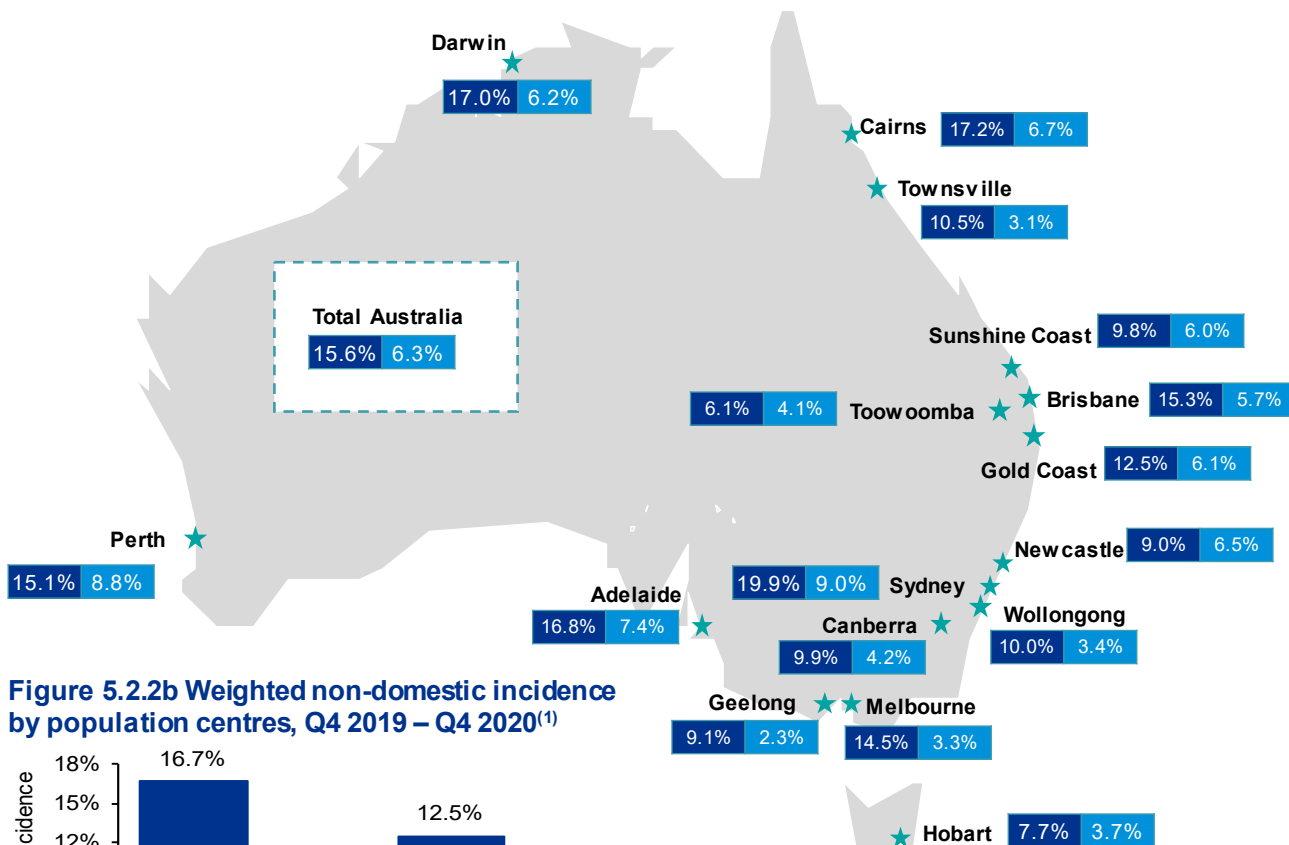 Darwin
17.0% 6.2%
Cairns 17.2% 6.7%
Townsville
10.5% 3.1%
Total Australia
15.6% 6.3%
Sunshine Coast 9.8% 6.0%
6.1% 4.1% Toowoomba
Brisbane 15.3% 5.7%
Gold Coast 12.5% 6.1%
Perth
15.1% 8.8%
Newcastle 9.0% 6.5%
19.9% 9.0% Sydney
Adelaide
16.8% 7.4%
Wollongong
10.0% 3.4%
Canberra
9.9% 4.2%
Figure 5.2.2b Weighted non-domestic incidence
by population centres, Q4 2019 – Q4 2020(1)
Geelong
9.1% 2.3%
Melbourne
14.5% 3.3%
18%
16.7%
15%
12.5%
12%
Hobart 7.7% 3.7%